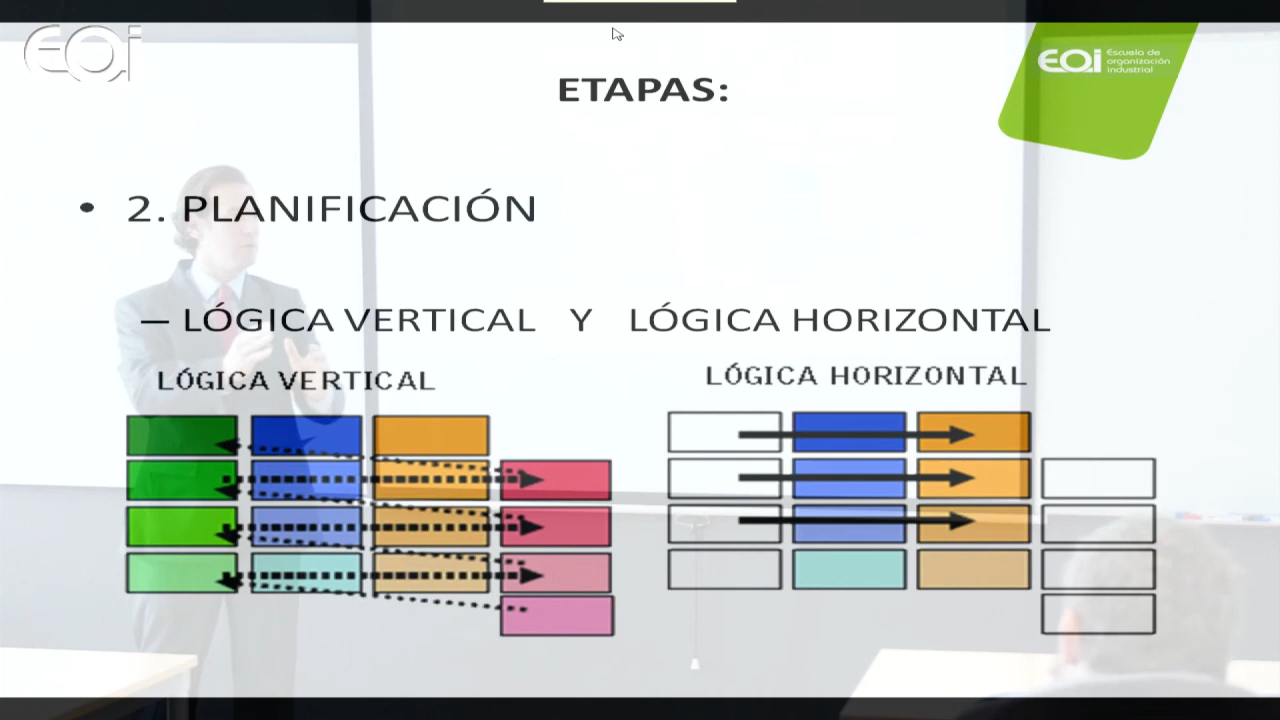 EOi
EOi Escuela de
organización
industrial
ETAPAS:
• 2. PLANIFICACIÓN
– LÓGICA VERTICAL Y LÓGICA HORIZONTAL
LÓGICA VERTICAL
LÓGICA HORIZONTAL